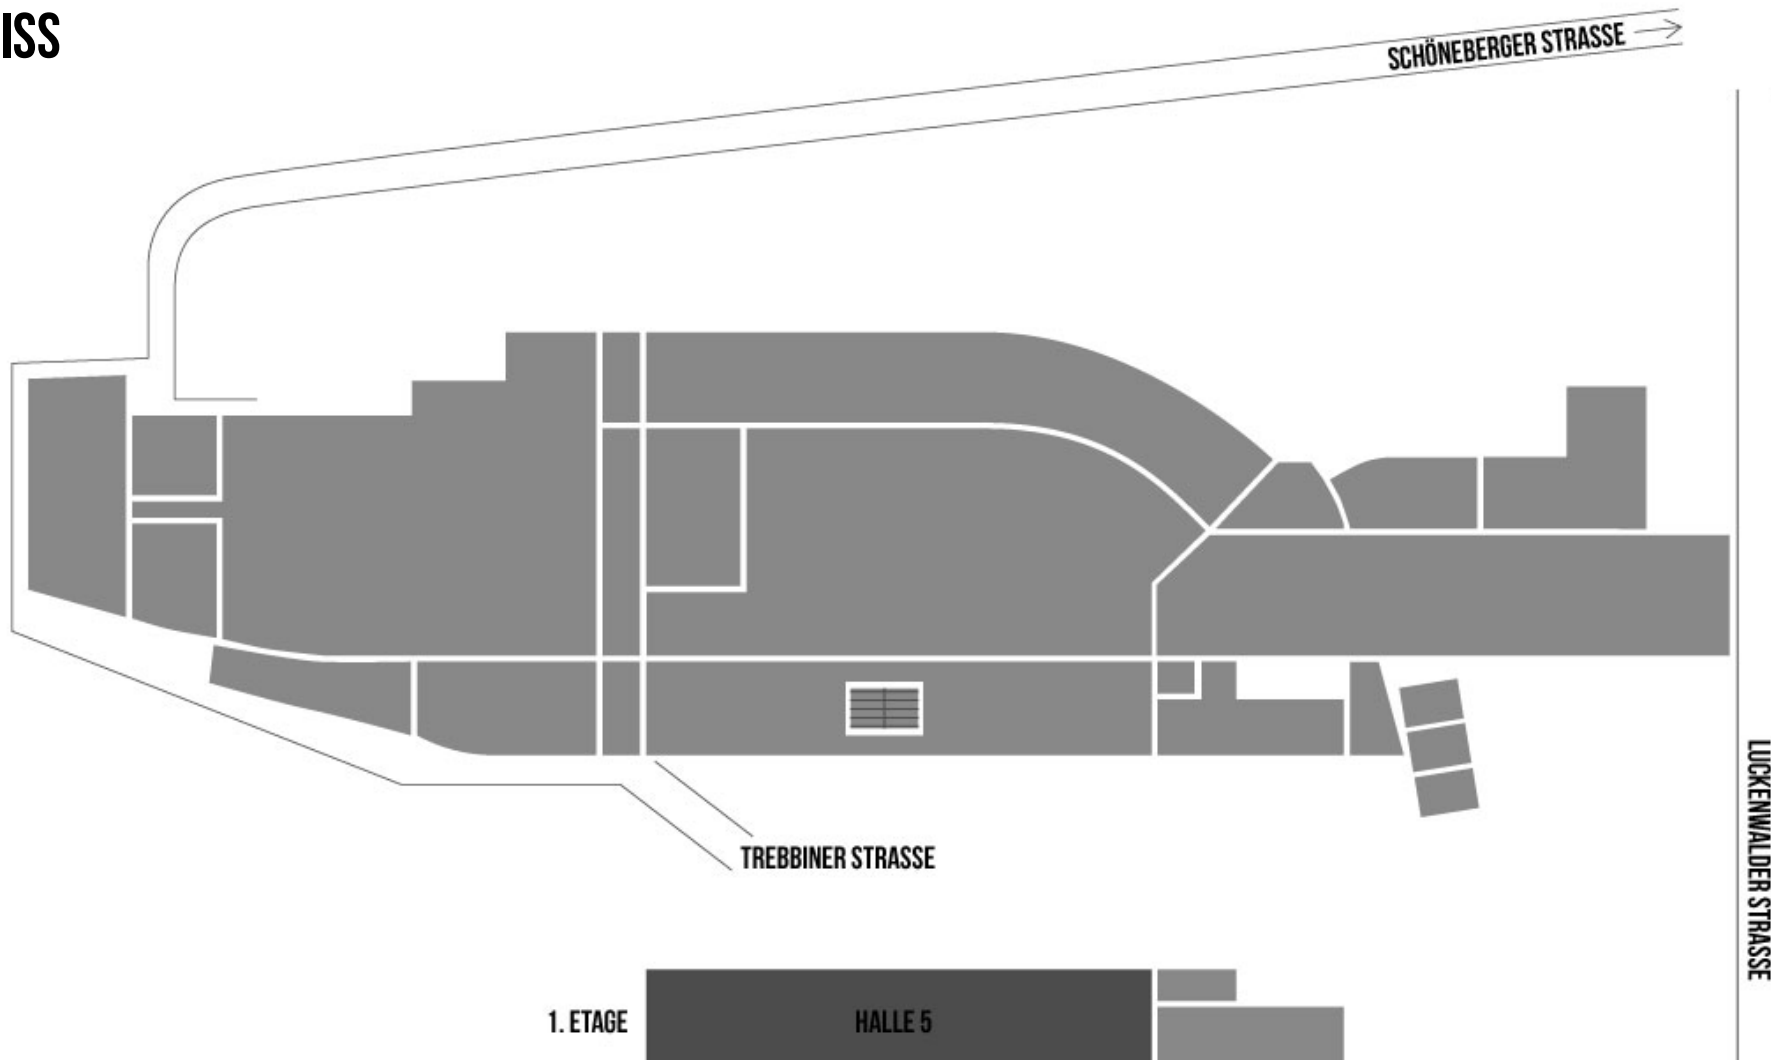 ISS
SCHÖNEBERGER STRASSE
LUCKENWALDER STRASSE
TREBBINER STRASSE
1. ETAGE
HALLE 5